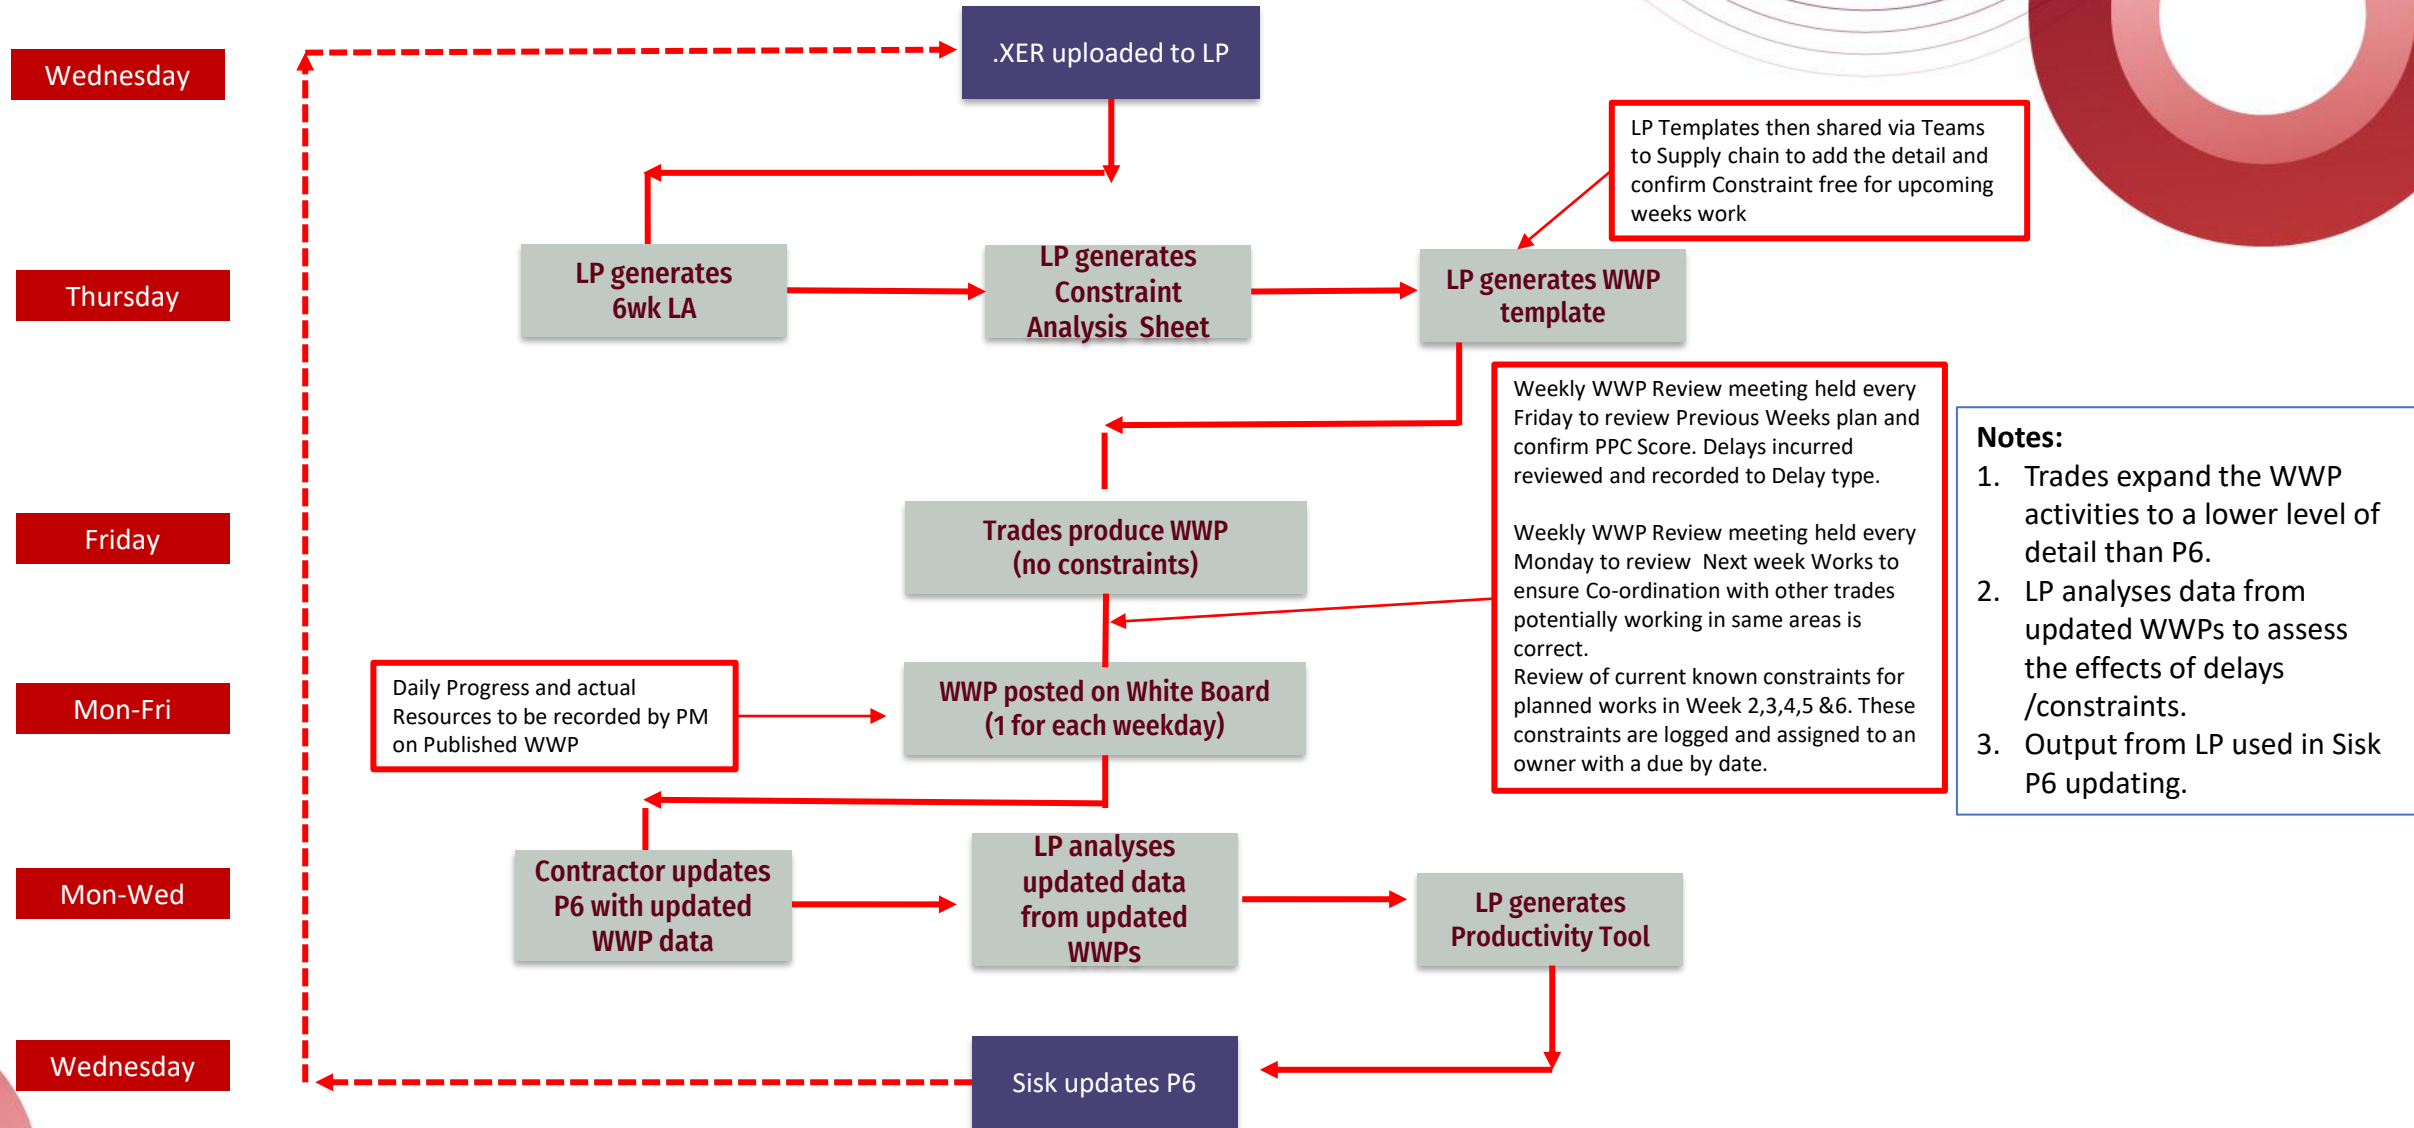 Wednesday
.XER uploaded to LP
LP Templates then shared via Teams
to Supply chain to add the detail and
confirm Constraint free for upcoming
weeks work
Thursday
LP generates
6wk LA
LP generates
Constraint
Analysis Sheet
LP generates WWP
template
Weekly WWP Review meeting held every
Friday to review Previous Weeks plan and
confirm PPC Score. Delays incurred
reviewed and recorded to Delay type.
Weekly WWP Review meeting held every
Monday to review Next week Works to
ensure Co-ordination with other trades
potentially working in same areas is
correct.
Review of current known constraints for
planned works in Week 2,3,4,5 &6. These
constraints are logged and assigned to an
owner with a due by date.
Notes:
1. Trades expand the WWP
activities to a lower level of
detail than P6.
2. LP analyses data from
updated WWPs to assess
the effects of delays
/constraints.
3. Output from LP used in Sisk
P6 updating.
Friday
Trades produce WWP
(no constraints)
Mon-Fri
Daily Progress and actual
Resources to be recorded by PM
on Published WWP
WWP posted on White Board
(1 for each weekday)
Mon-Wed
Contractor updates
P6 with updated
WWP data
LP analyses
updated data
from updated
WWPs
LP generates
Productivity Tool
Wednesday
Sisk updates P6